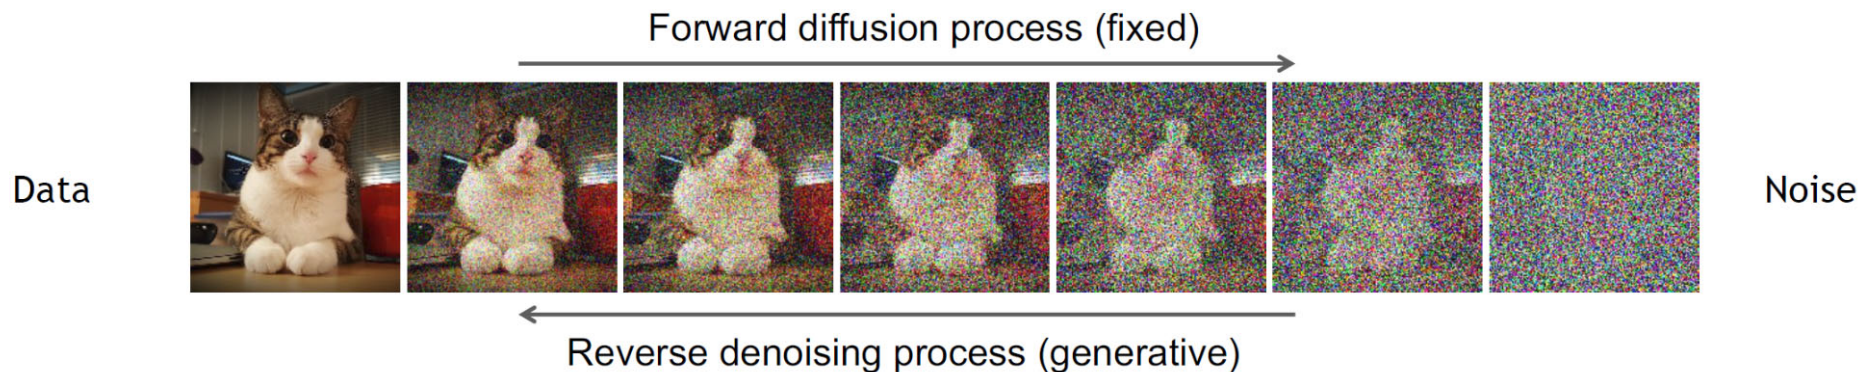 Forward diffusion process (fixed)
Data
Noise
Reverse denoising process (generative)